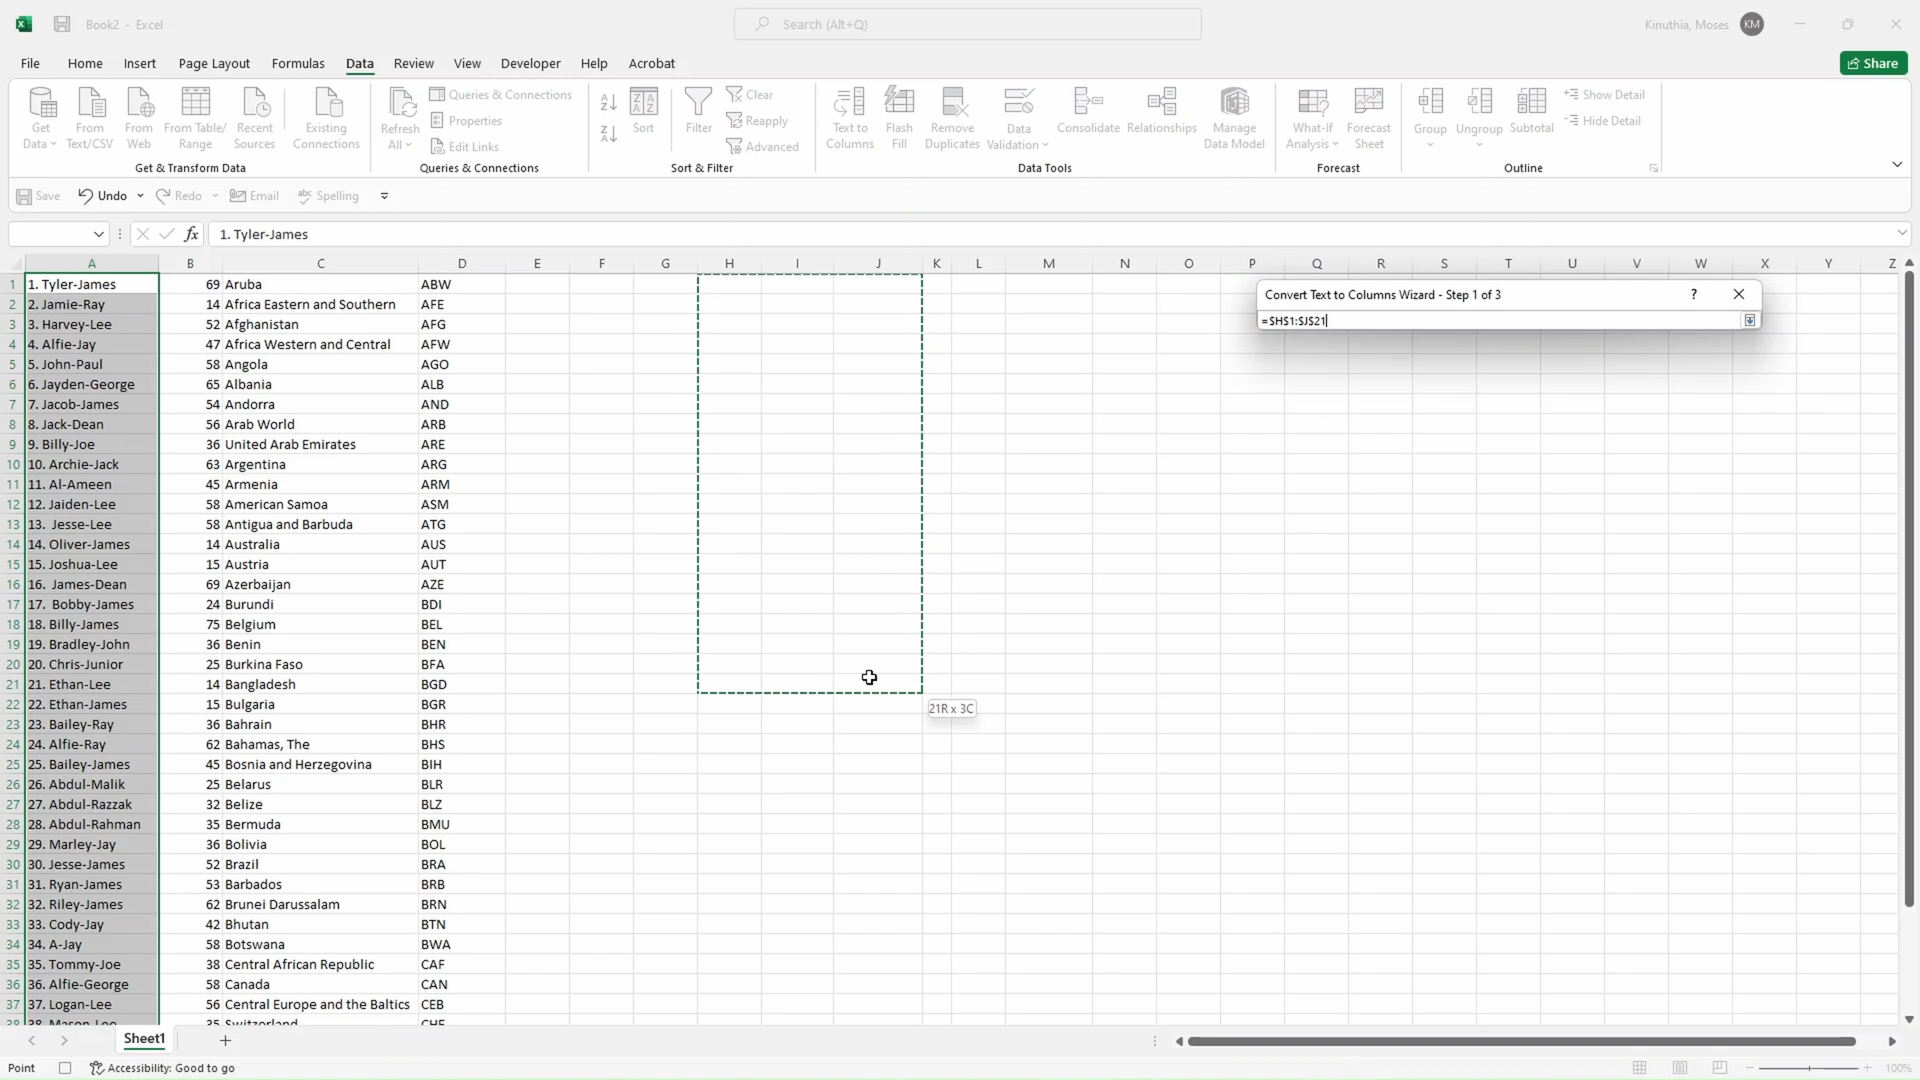 Book2 - Excel
Search (Alt+Q)
Kinuthia, Moses KM
File Home Insert Page Layout Formulas Data Review View Developer Help Acrobat
Share
Get Data
From Text/CSV
From Web
From Table/ Range
Recent Sources
Existing Connections
Get & Transform Data
Refresh All
Queries & Connections
Properties
Edit Links
Queries & Connections
Sort
Filter
Clear
Reapply
Advanced
Sort & Filter
Text to Columns
Flash Fill
Remove Duplicates
Data Validation
Consolidate
Relationships
Manage Data Model
Data Tools
What-If Analysis
Forecast Sheet
Forecast
Group
Ungroup
Subtotal
Show Detail
Hide Detail
Outline
Save Undo Redo Email Spelling
fx 1. Tyler-James
A B C D E F G H I J K L M N O P Q R S T U V W X Y Z
Convert Text to Columns Wizard - Step 1 of 3 ?
=$H$1:$J$21
1 1. Tyler-James 69 Aruba ABW
2 2. Jamie-Ray 14 Africa Eastern and Southern AFE
3 3. Harvey-Lee 52 Afghanistan AFG
4 4. Alfie-Jay 47 Africa Western and Central AFW
5 5. John-Paul 58 Angola AGO
6 6. Jayden-George 65 Albania ALB
7 7. Jacob-James 54 Andorra AND
8 8. Jack-Dean 56 Arab World ARB
9 9. Billy-Joe 36 United Arab Emirates ARE
10 10. Archie-Jack 63 Argentina ARG
11 11. Al-Ameen 45 Armenia ARM
12 12. Jaiden-Lee 58 American Samoa ASM
13 13. Jesse-Lee 58 Antigua and Barbuda ATG
14 14. Oliver-James 14 Australia AUS
15 15. Joshua-Lee 15 Austria AUT
16 16. James-Dean 69 Azerbaijan AZE
17 17. Bobby-James 24 Burundi BDI
18 18. Billy-James 75 Belgium BEL
19 19. Bradley-John 36 Benin BEN
20 20. Chris-Junior 25 Burkina Faso BFA
21 21. Ethan-Lee 14 Bangladesh BGD
22 22. Ethan-James 15 Bulgaria BGR
21R x 3C
23 23. Bailey-Ray 36 Bahrain BHR
24 24. Alfie-Ray 62 Bahamas, The BHS
25 25. Bailey-James 45 Bosnia and Herzegovina BIH
26 26. Abdul-Malik 25 Belarus BLR
27 27. Abdul-Razzak 32 Belize BLZ
28 28. Abdul-Rahman 35 Bermuda BMU
29 29. Marley-Jay 36 Bolivia BOL
30 30. Jesse-James 52 Brazil BRA
31 31. Ryan-James 53 Barbados BRB
32 32. Riley-James 62 Brunei Darussalam BRN
33 33. Cody-Jay 42 Bhutan BTN
34 34. A-Jay 58 Botswana BWA
35 35. Tommy-Joe 38 Central African Republic CAF
36 36. Alfie-George 58 Canada CAN
37 37. Logan-Lee 56 Central Europe and the Baltics CEB
38 38. Mason-Lee 35 Switzerland CHE
Sheet1
Point Accessibility: Good to go 100%